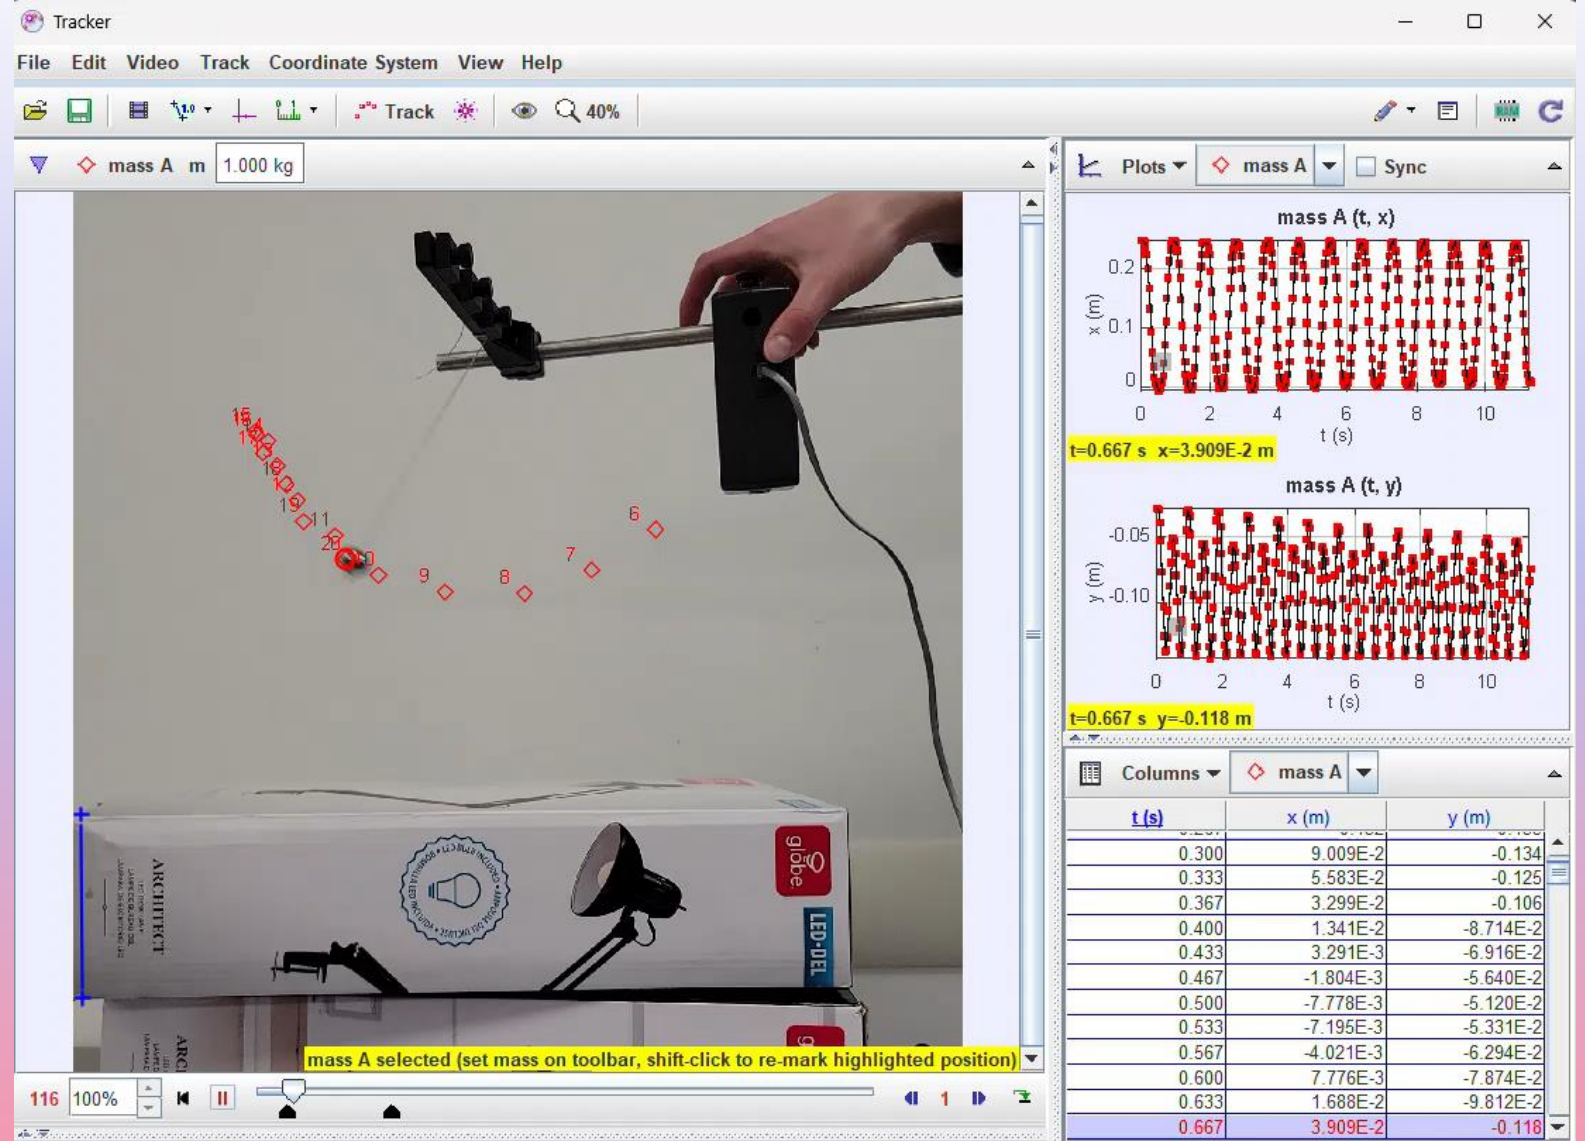 Tracker
File Edit Video Track Coordinate System View Help
Track 40%
mass A m 1.000 kg
Plots mass A Sync
mass A (t, x)
0.2
0.1
0
x (m)
0 2 4 6 8 10
t (s)
t=0.667 s x=3.909E-2 m
mass A (t, y)
-0.05
-0.10
y (m)
0 2 4 6 8 10
t (s)
t=0.667 s y=-0.118 m
15
11
6
7
8
9
18
19
Columns mass A
t (s) x (m) y (m)
0.300 9.009E-2 -0.134
0.333 5.583E-2 -0.125
0.367 3.299E-2 -0.106
0.400 1.341E-2 -8.714E-2
0.433 3.291E-3 -6.916E-2
0.467 -1.804E-3 -5.640E-2
0.500 -7.778E-3 -5.120E-2
0.533 -7.195E-3 -5.331E-2
0.567 -4.021E-3 -6.294E-2
0.600 7.776E-3 -7.874E-2
0.633 1.688E-2 -9.812E-2
0.667 3.909E-2 -0.118
ARCHITECT
globe
LED-DEL
ARCI
mass A selected (set mass on toolbar, shift-click to re-mark highlighted position)
116 100% 1